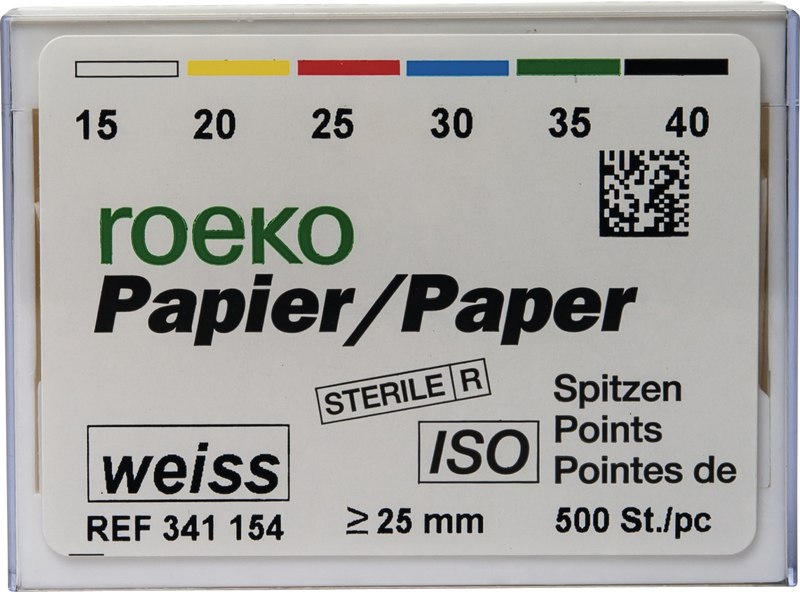 15 20 25 30 35 40
roeko
Papier/Paper
STERILE R
Spitzen
Points
Pointes de
weiss
ISO
REF 341 154
≥ 25 mm
500 St./pc